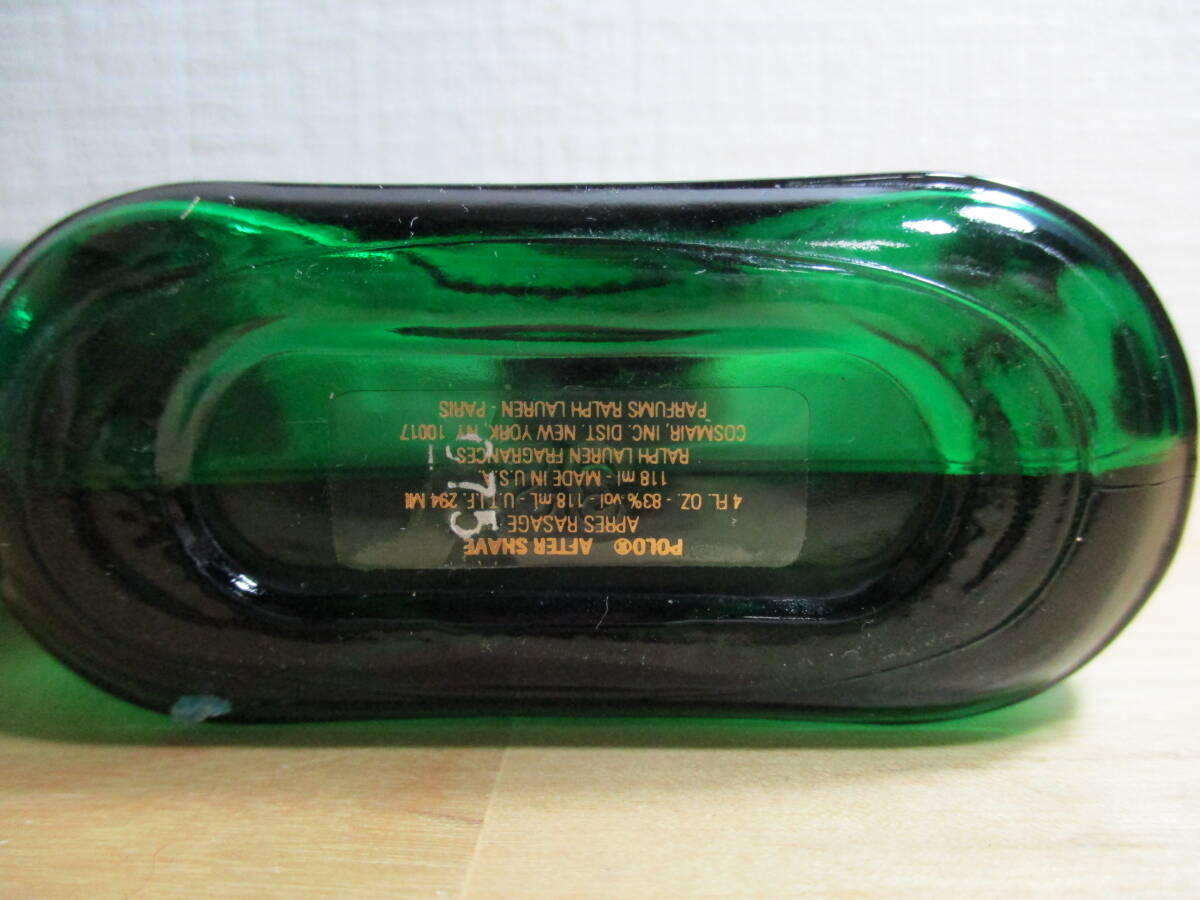 POLO® AFTER SHAVE
APRES RASAGE
4 FL. OZ. - 83% vol - 118 mL U.T.I.F. 294 MI
118 ml - MADE IN U.S.A.
RALPH LAUREN FRAGRANCES
COSMAIR, INC. DIST. NEW YORK, NY 10017
PARFUMS RALPH LAUREN - PARIS